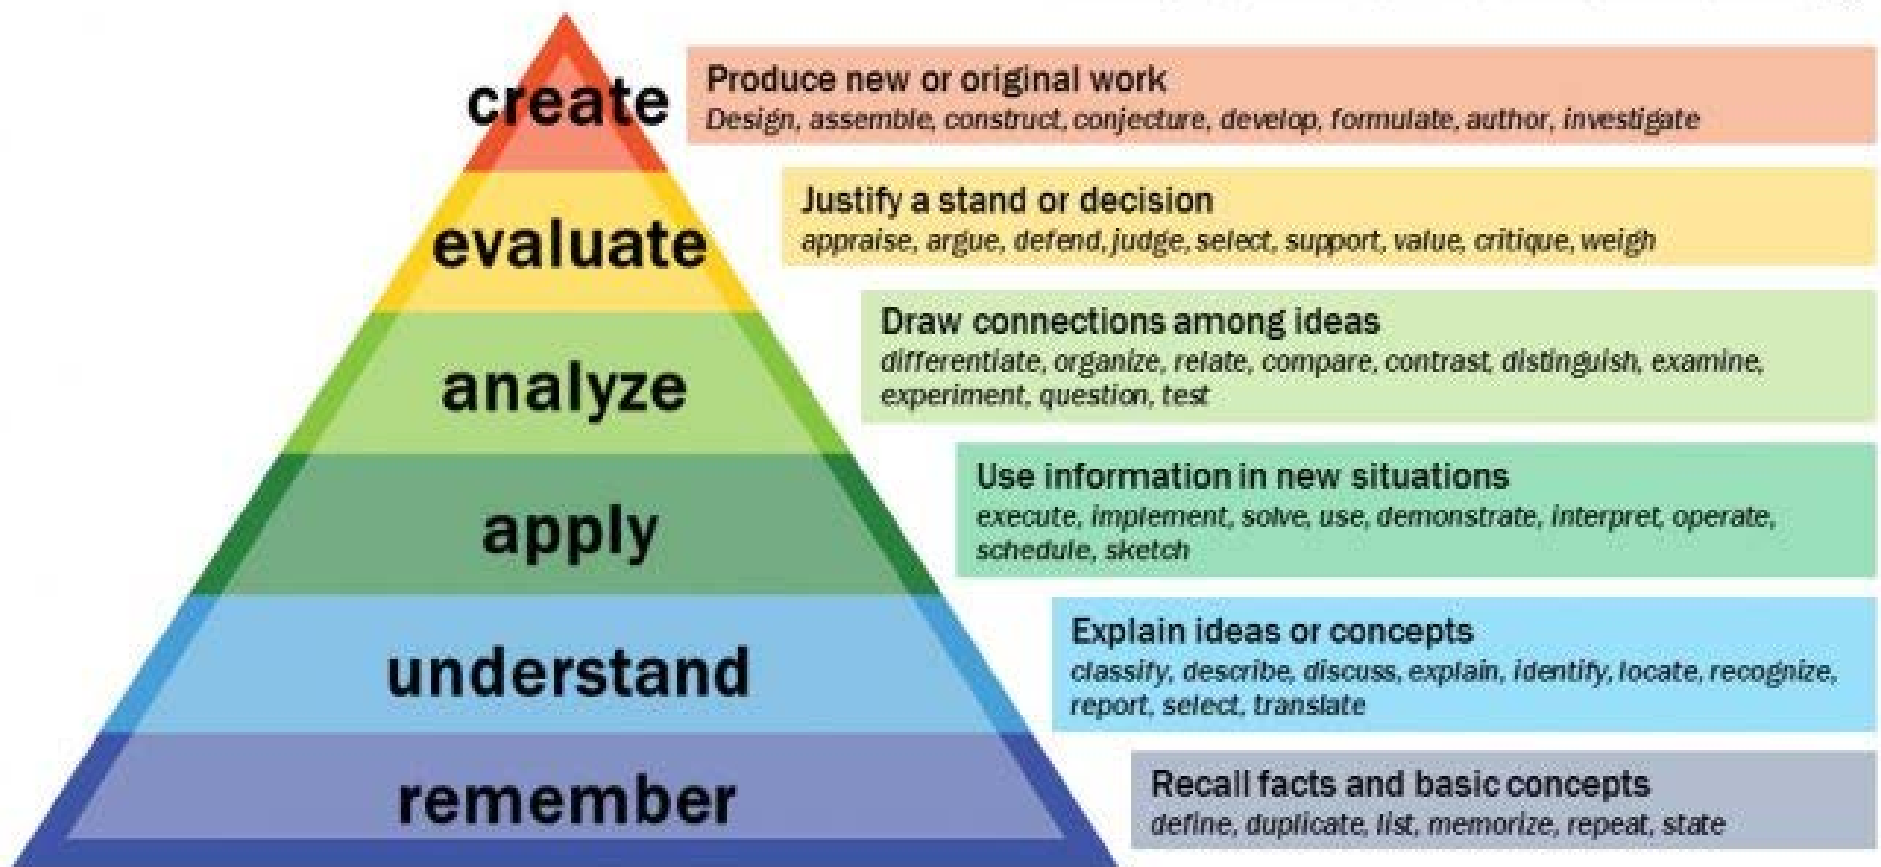 create
Produce new or original work
Design, assemble, construct, conjecture, develop, formulate, author, investigate
evaluate
Justify a stand or decision
appraise, argue, defend, judge, select, support, value, critique, weigh
analyze
Draw connections among ideas
differentiate, organize, relate, compare, contrast, distinguish, examine,
experiment, question, test
apply
Use information in new situations
execute, implement, solve, use, demonstrate, interpret, operate,
schedule, sketch
understand
Explain ideas or concepts
classify, describe, discuss, explain, identify, locate, recognize,
report, select, translate
remember
Recall facts and basic concepts
define, duplicate, list, memorize, repeat, state